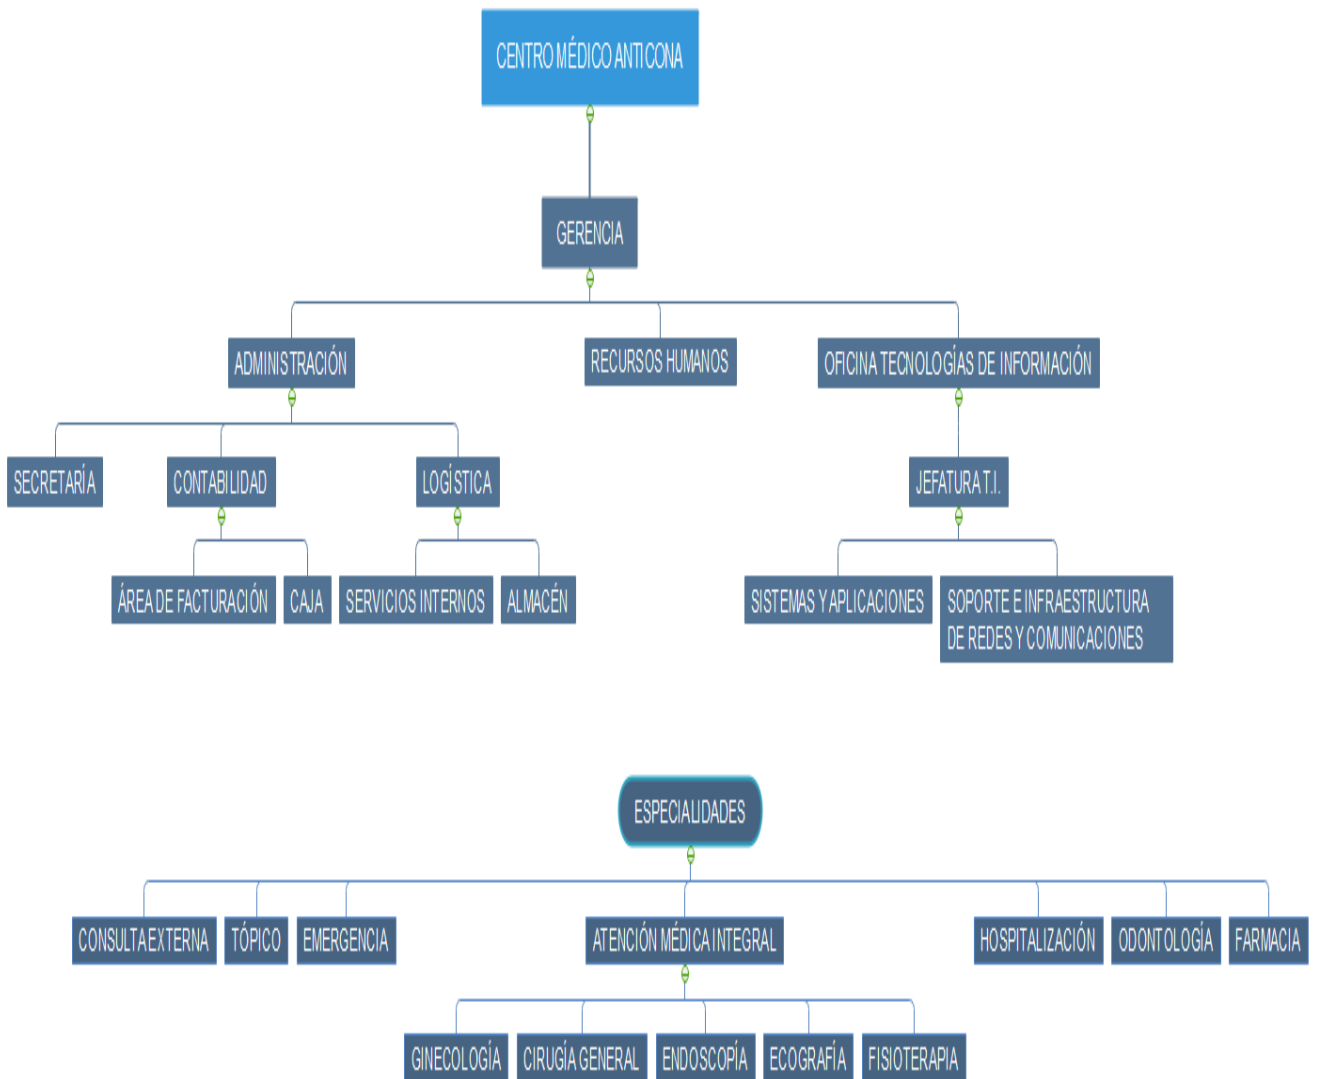 CENTRO MÉDICO ANTICONA
GERENCIA
ADMINISTRACIÓN
RECURSOS HUMANOS
OFICINA TECNOLOGÍAS DE INFORMACIÓN
SECRETARÍA
CONTABILIDAD
LOGÍSTICA
JEFATURA T.I.
ÁREA DE FACTURACIÓN
CAJA
SERVICIOS INTERNOS
ALMACÉN
SISTEMAS Y APLICACIONES
SOPORTE E INFRAESTRUCTURA
DE REDES Y COMUNICACIONES
ESPECIALIDADES
CONSULTA EXTERNA
TÓPICO
EMERGENCIA
ATENCIÓN MÉDICA INTEGRAL
HOSPITALIZACIÓN
ODONTOLOGÍA
FARMACIA
GINECOLOGÍA
CIRUGÍA GENERAL
ENDOSCOPÍA
ECOGRAFÍA
FISIOTERAPIA